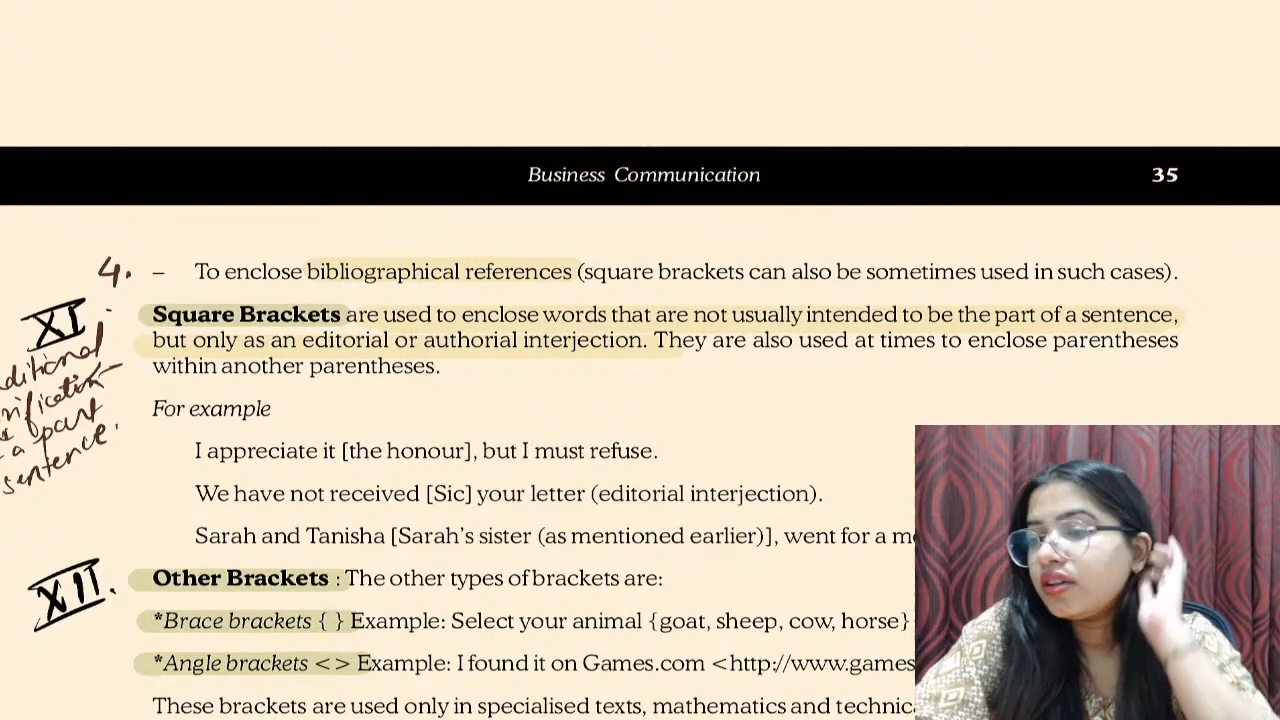 Business Communication 35
4. – To enclose bibliographical references (square brackets can also be sometimes used in such cases).
XI Square Brackets are used to enclose words that are not usually intended to be the part of a sentence,
but only as an editorial or authorial interjection. They are also used at times to enclose parentheses
within another parentheses.
a part
sentence.
For example
I appreciate it [the honour], but I must refuse.
We have not received [Sic] your letter (editorial interjection).
Sarah and Tanisha [Sarah's sister (as mentioned earlier)], went for a
XII. Other Brackets : The other types of brackets are:
*Brace brackets { } Example: Select your animal {goat, sheep, cow, horse}
*Angle brackets < > Example: I found it on Games.com <http://www.games
These brackets are used only in specialised texts, mathematics and technic